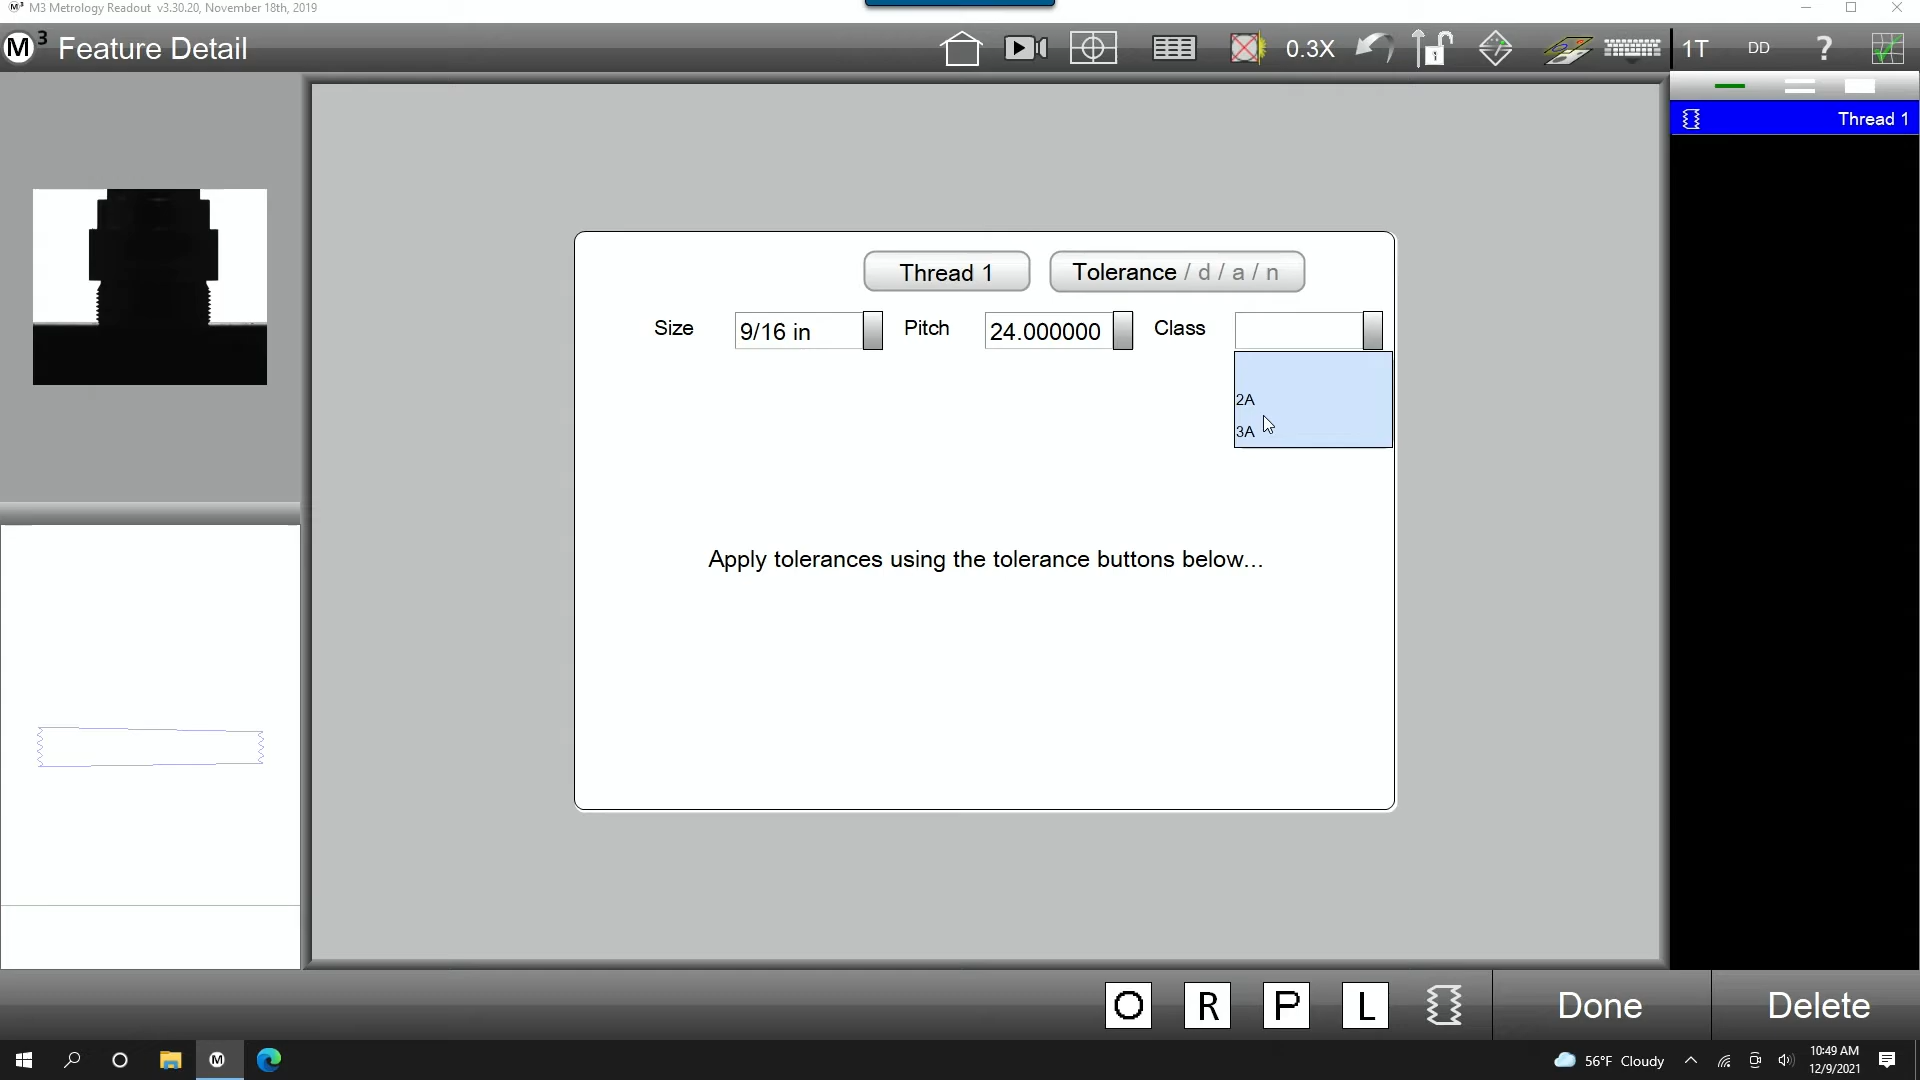 M³ M3 Metrology Readout v3.30.20, November 18th, 2019
M³ Feature Detail
0.3X
1T
DD
?
Thread 1
Thread 1
Tolerance / d / a / n
Size
9/16 in
Pitch
24.000000
Class
2A
3A
Apply tolerances using the tolerance buttons below...
O
R
P
L
Done
Delete
M
56°F Cloudy
10:49 AM
12/9/2021